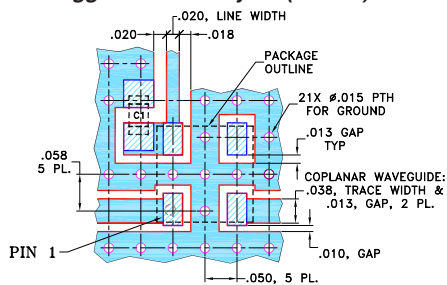 .020, LINE WIDTH
.020
.018
PACKAGE
OUTLINE
C1
21X ø.015 PTH
FOR GROUND
.013 GAP
TYP
.058
5 PL.
COPLANAR WAVEGUIDE:
.038, TRACE WIDTH &
.013, GAP, 2 PL.
PIN 1
.010, GAP
.050, 5 PL.